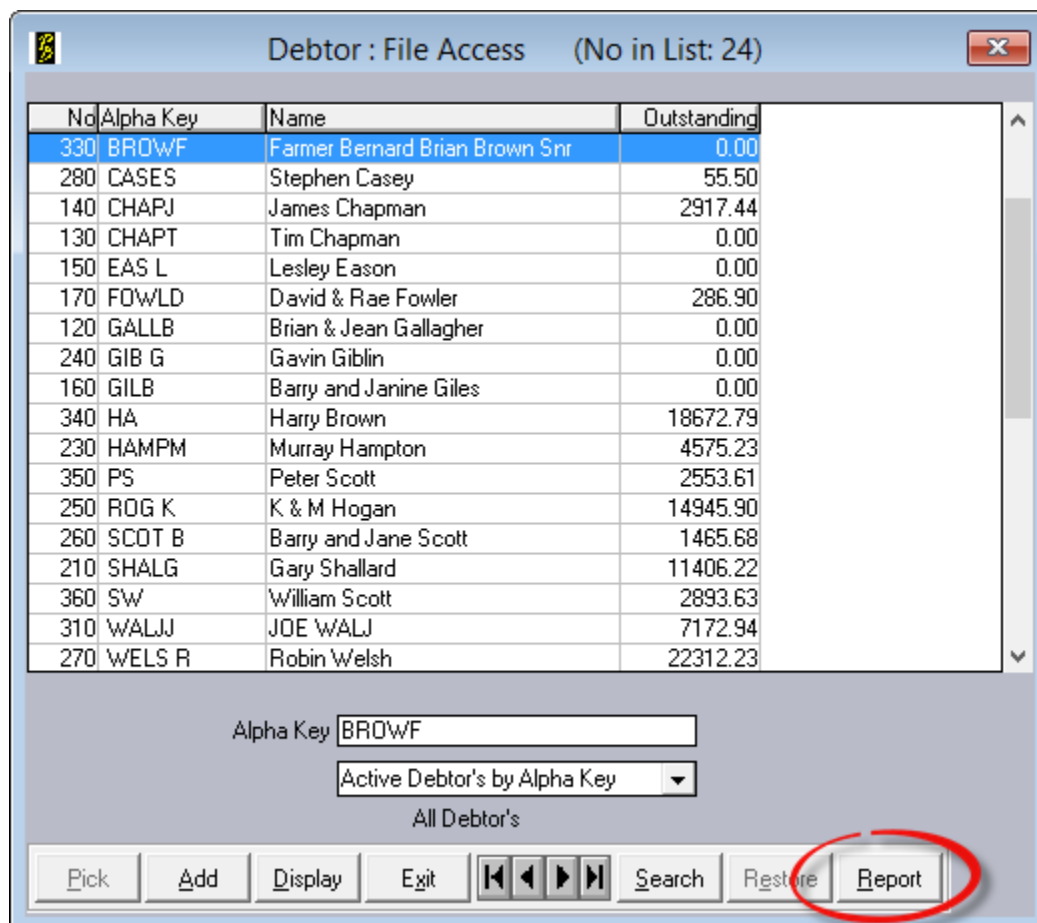 Debtor : File Access (No in List: 24)
No Alpha Key Name Outstanding
330 BROWF Farmer Bernard Brian Brown Snr 0.00
280 CASES Stephen Casey 55.50
140 CHAPJ James Chapman 2917.44
130 CHAPT Tim Chapman 0.00
150 EAS L Lesley Eason 0.00
170 FOWLD David & Rae Fowler 286.90
120 GALLB Brian & Jean Gallagher 0.00
240 GIB G Gavin Giblin 0.00
160 GILB Barry and Janine Giles 0.00
340 HA Harry Brown 18672.79
230 HAMPM Murray Hampton 4575.23
350 PS Peter Scott 2553.61
250 ROG K K & M Hogan 14945.90
260 SCOT B Barry and Jane Scott 1465.68
210 SHALG Gary Shallard 11406.22
360 SW William Scott 2893.63
310 WALJJ JOE WALJ 7172.94
270 WELS R Robin Welsh 22312.23
Alpha Key BROWF
Active Debtor's by Alpha Key
All Debtor's
Pick Add Display Exit Search Restore Report